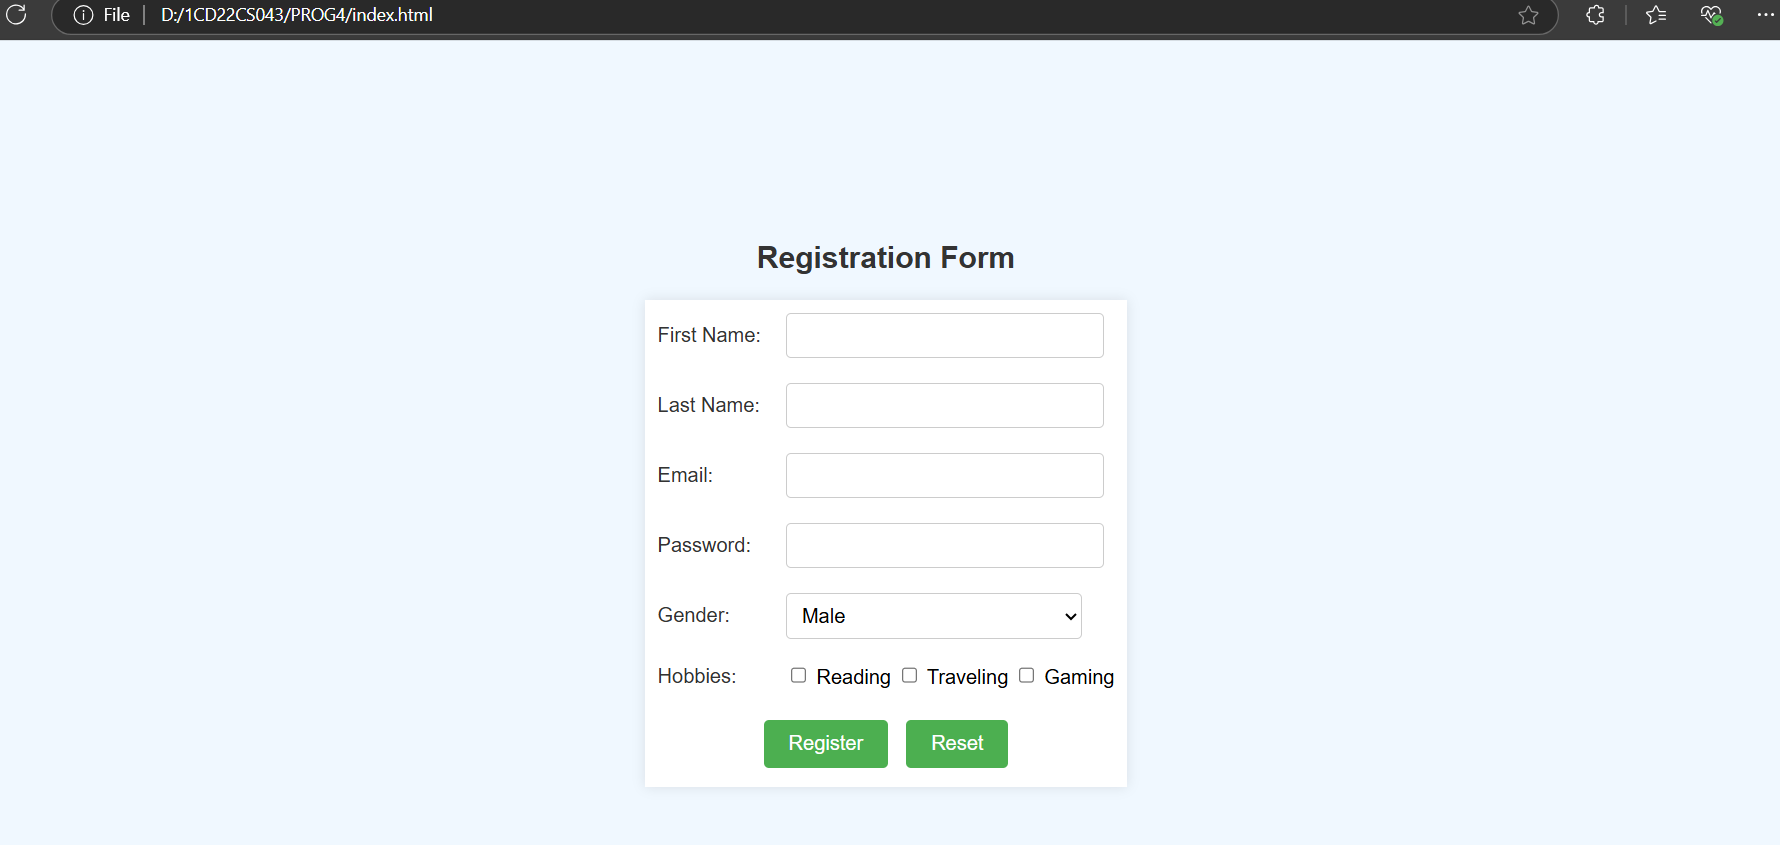 File D:/1CD22CS043/PROG4/index.html
Registration Form
First Name:
Last Name:
Email:
Password:
Gender: Male
Hobbies: Reading Traveling Gaming
Register Reset